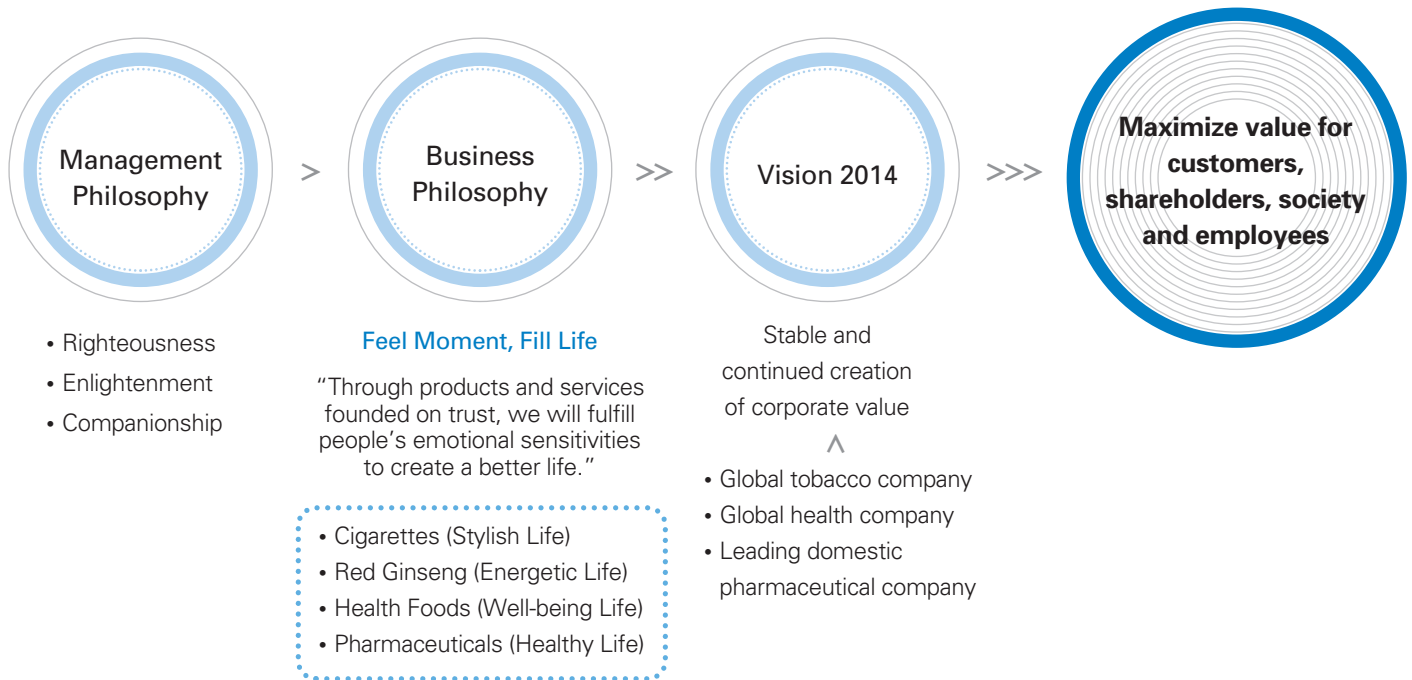 Management
Philosophy
>
Business
Philosophy
>>
Vision 2014
>>>
Maximize value for
customers,
shareholders, society
and employees
• Righteousness
• Enlightenment
• Companionship
Feel Moment, Fill Life
“Through products and services
founded on trust, we will fulfill
people’s emotional sensitivities
to create a better life.”
• Cigarettes (Stylish Life)
• Red Ginseng (Energetic Life)
• Health Foods (Well-being Life)
• Pharmaceuticals (Healthy Life)
Stable and
continued creation
of corporate value
• Global tobacco company
• Global health company
• Leading domestic
pharmaceutical company